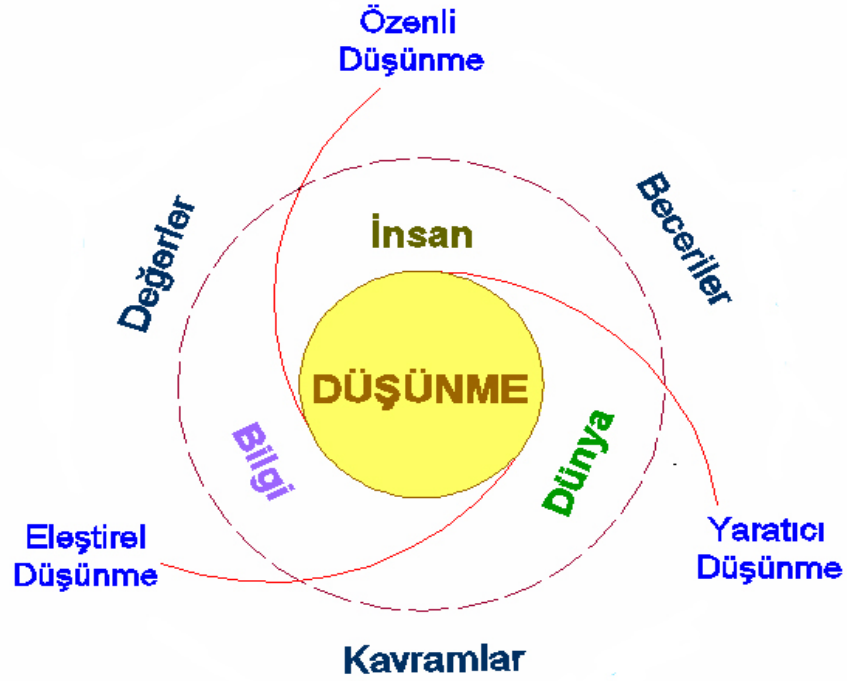 Özenli
Düşünme
Değerler
Beceriler
İnsan
DÜŞÜNME
Bilgi
Dünya
Eleştirel
Düşünme
Yaratıcı
Düşünme
Kavramlar